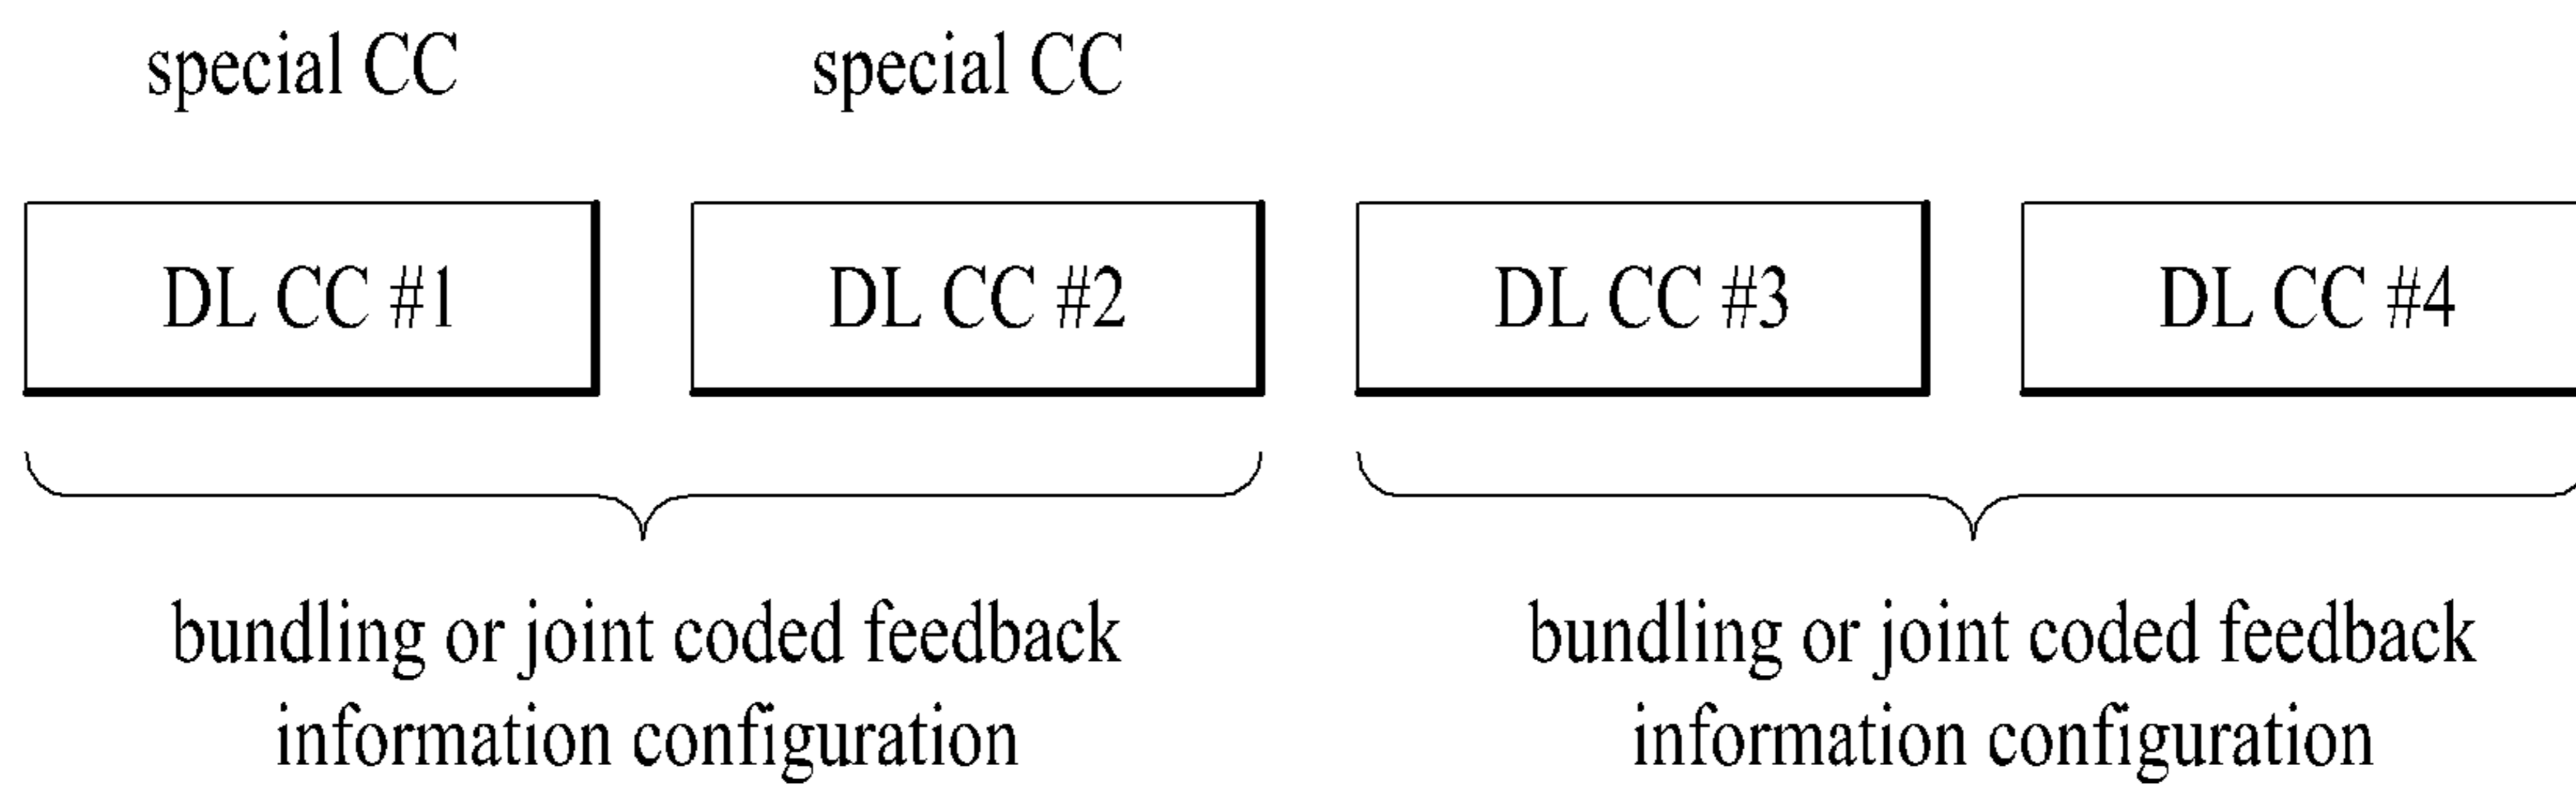 special CC
special CC
DL CC #1
DL CC #2
DL CC #3
DL CC #4
bundling or joint coded feedback
information configuration
bundling or joint coded feedback
information configuration